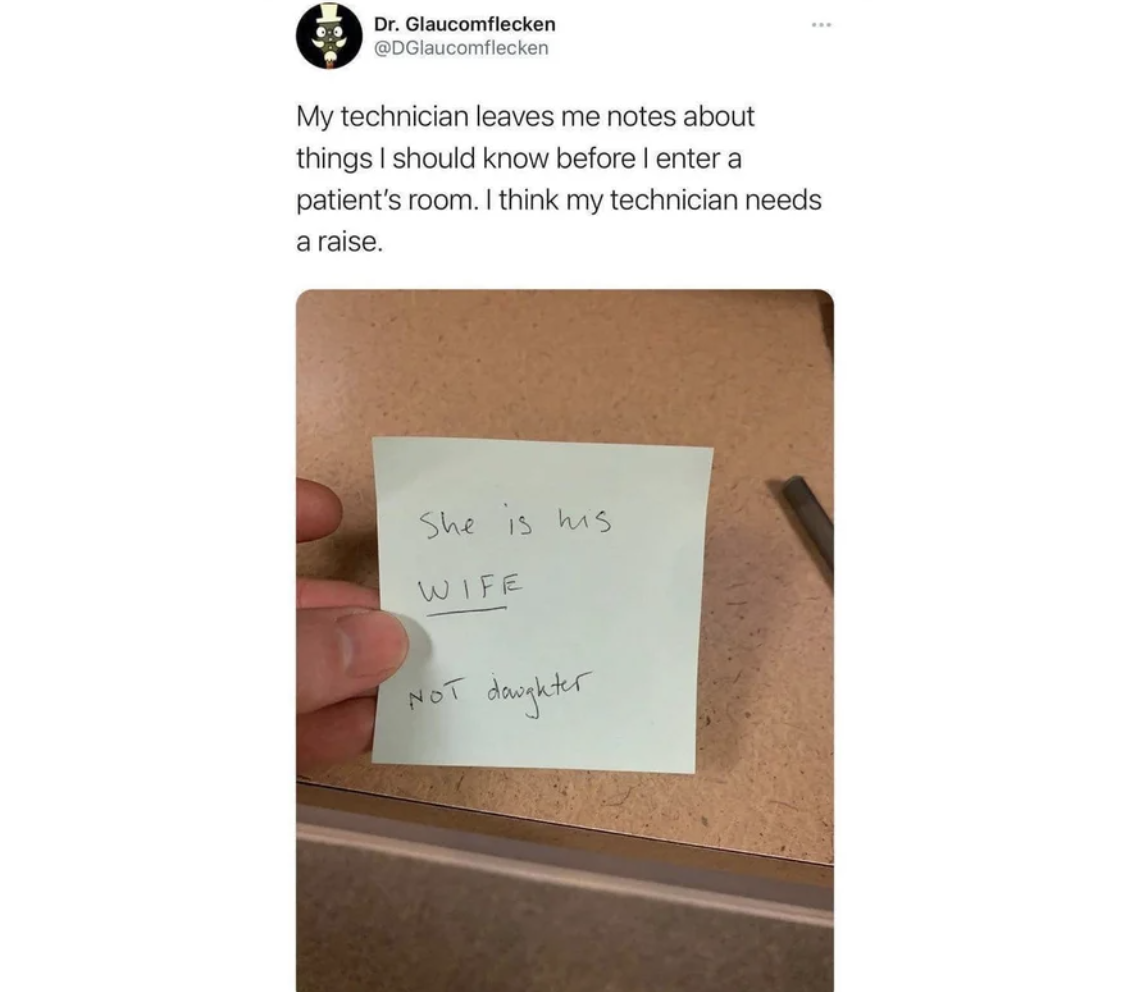 Dr. Glaucomflecken
@DGlaucomflecken
My technician leaves me notes about
things I should know before I enter a
patient's room. I think my technician needs
a raise.
She is his
WIFE
NOT daughter